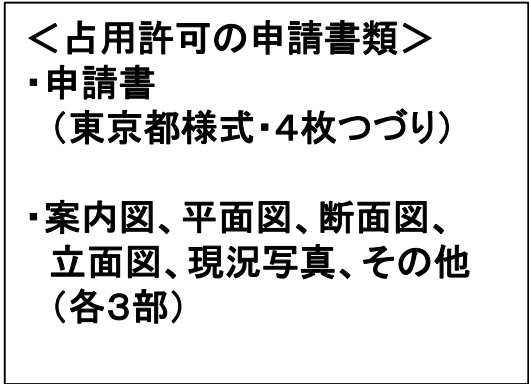 ＜占用許可の申請書類＞
・申請書
（東京都様式・４枚つづり）
・案内図、平面図、断面図、
立面図、現況写真、その他
（各３部）